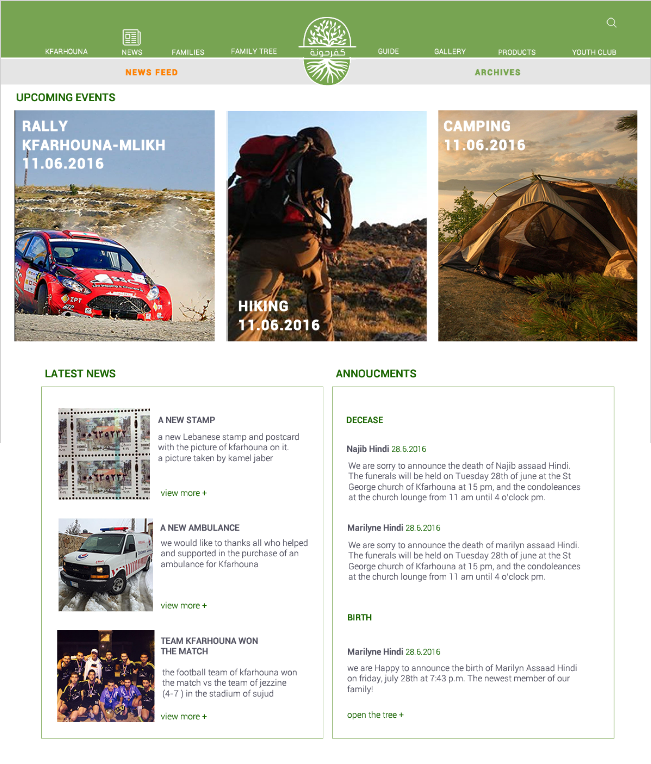 KFARHOUNA
NEWS
FAMILIES
FAMILY TREE
كفرحونة
GUIDE
GALLERY
PRODUCTS
YOUTH CLUB
NEWS FEED
ARCHIVES
UPCOMING EVENTS
RALLY
KFARHOUNA-MLIKH
11.06.2016
HIKING
11.06.2016
CAMPING
11.06.2016
LATEST NEWS
A NEW STAMP
a new Lebanese stamp and postcard
with the picture of kfarhouna on it.
a picture taken by kamel jaber
view more +
A NEW AMBULANCE
we would like to thanks all who helped
and supported in the purchase of an
ambulance for Kfarhouna
view more +
TEAM KFARHOUNA WON
THE MATCH
the football team of kfarhouna won
the match vs the team of jezzine
(4-7 ) in the stadium of sujud
view more +
ANNOUCMENTS
DECEASE
Najib Hindi 28.6.2016
We are sorry to announce the death of Najib assaad Hindi.
The funerals will be held on Tuesday 28th of june at the St
George church of Kfarhouna at 15 pm, and the condoleances
at the church lounge from 11 am until 4 o'clock pm.
Marilyne Hindi 28.6.2016
We are sorry to announce the death of marilyn assaad Hindi.
The funerals will be held on Tuesday 28th of june at the St
George church of Kfarhouna at 15 pm, and the condoleances
at the church lounge from 11 am until 4 o'clock pm.
BIRTH
Marilyne Hindi 28.6.2016
we are Happy to announce the birth of Marilyn Assaad Hindi
on friday, july 28th at 7:43 p.m. The newest member of our
family!
open the tree +